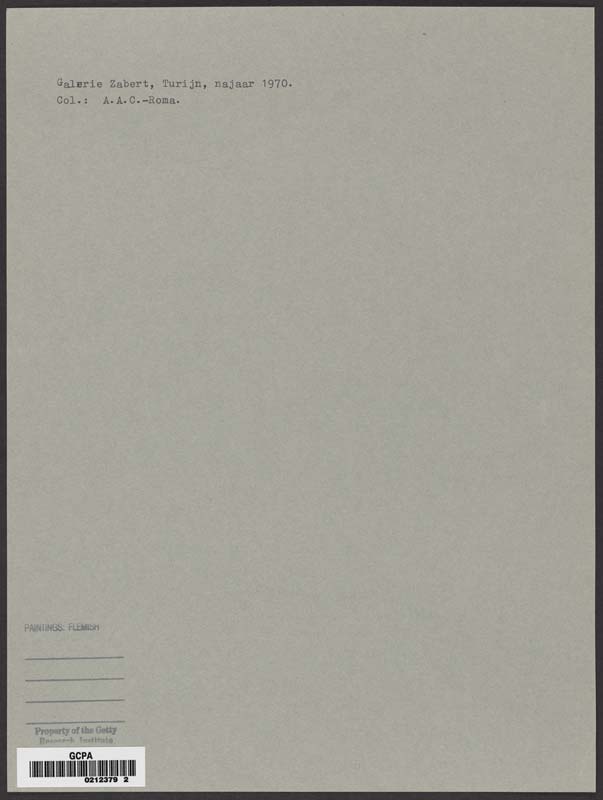 Galerie Zabert, Turijn, najaar 1970.
Col.: A.A.C.-Roma.
PAINTINGS: FLEMISH
Property of the Getty
Research Institute
GCPA
0212379 2